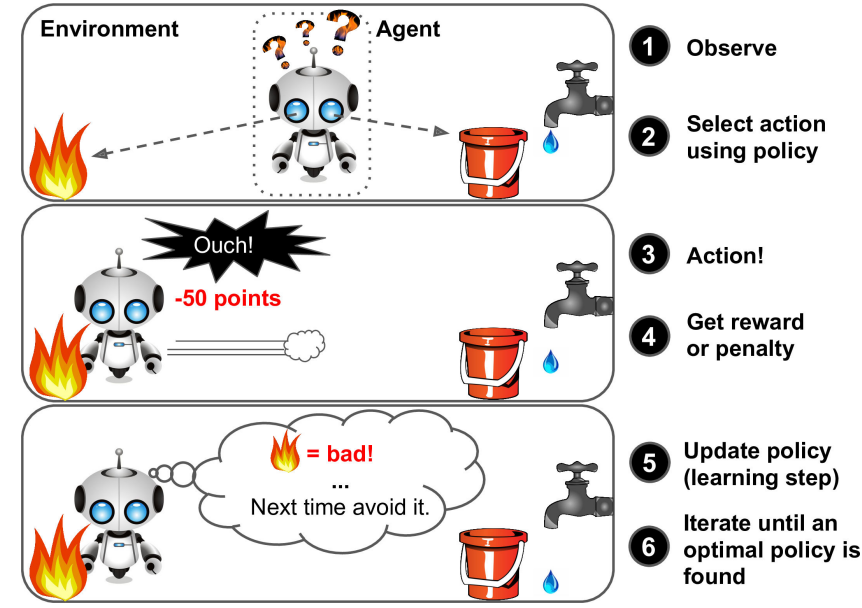 Environment
Agent
???
1 Observe
2 Select action
using policy
Ouch!
-50 points
3 Action!
4 Get reward
or penalty
= bad!
...
Next time avoid it.
5 Update policy
(learning step)
6 Iterate until an
optimal policy is
found